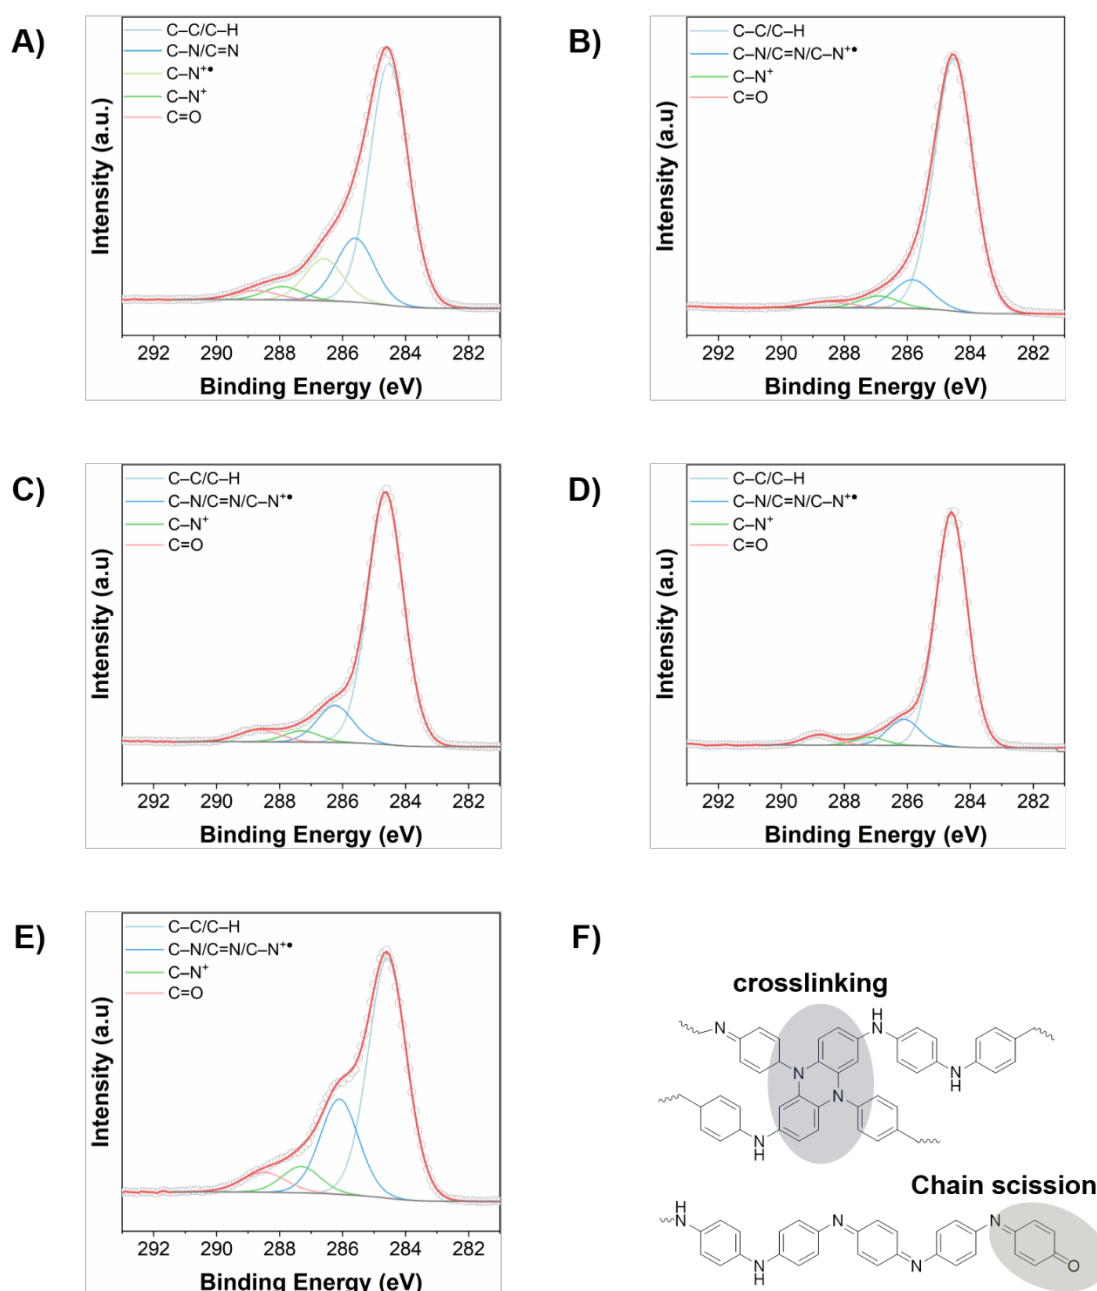 A)
C–C/C–H
C–N/C=N
C–N⁺•
C–N⁺
C=O
Intensity (a.u.)
292 290 288 286 284 282
Binding Energy (eV)
B)
C–C/C–H
C–N/C=N/C–N⁺•
C–N⁺
C=O
Intensity (a.u.)
292 290 288 286 284 282
Binding Energy (eV)
C)
C–C/C–H
C–N/C=N/C–N⁺•
C–N⁺
C=O
Intensity (a.u)
292 290 288 286 284 282
Binding Energy (eV)
D)
C–C/C–H
C–N/C=N/C–N⁺•
C–N⁺
C=O
Intensity (a.u)
292 290 288 286 284 282
Binding Energy (eV)
E)
C–C/C–H
C–N/C=N/C–N⁺•
C–N⁺
C=O
Intensity (a.u)
292 290 288 286 284 282
Binding Energy (eV)
F)
crosslinking
H
N
N
N
N
H
N
N
H
Chain scission
H
N
N
N
N
H
N
O